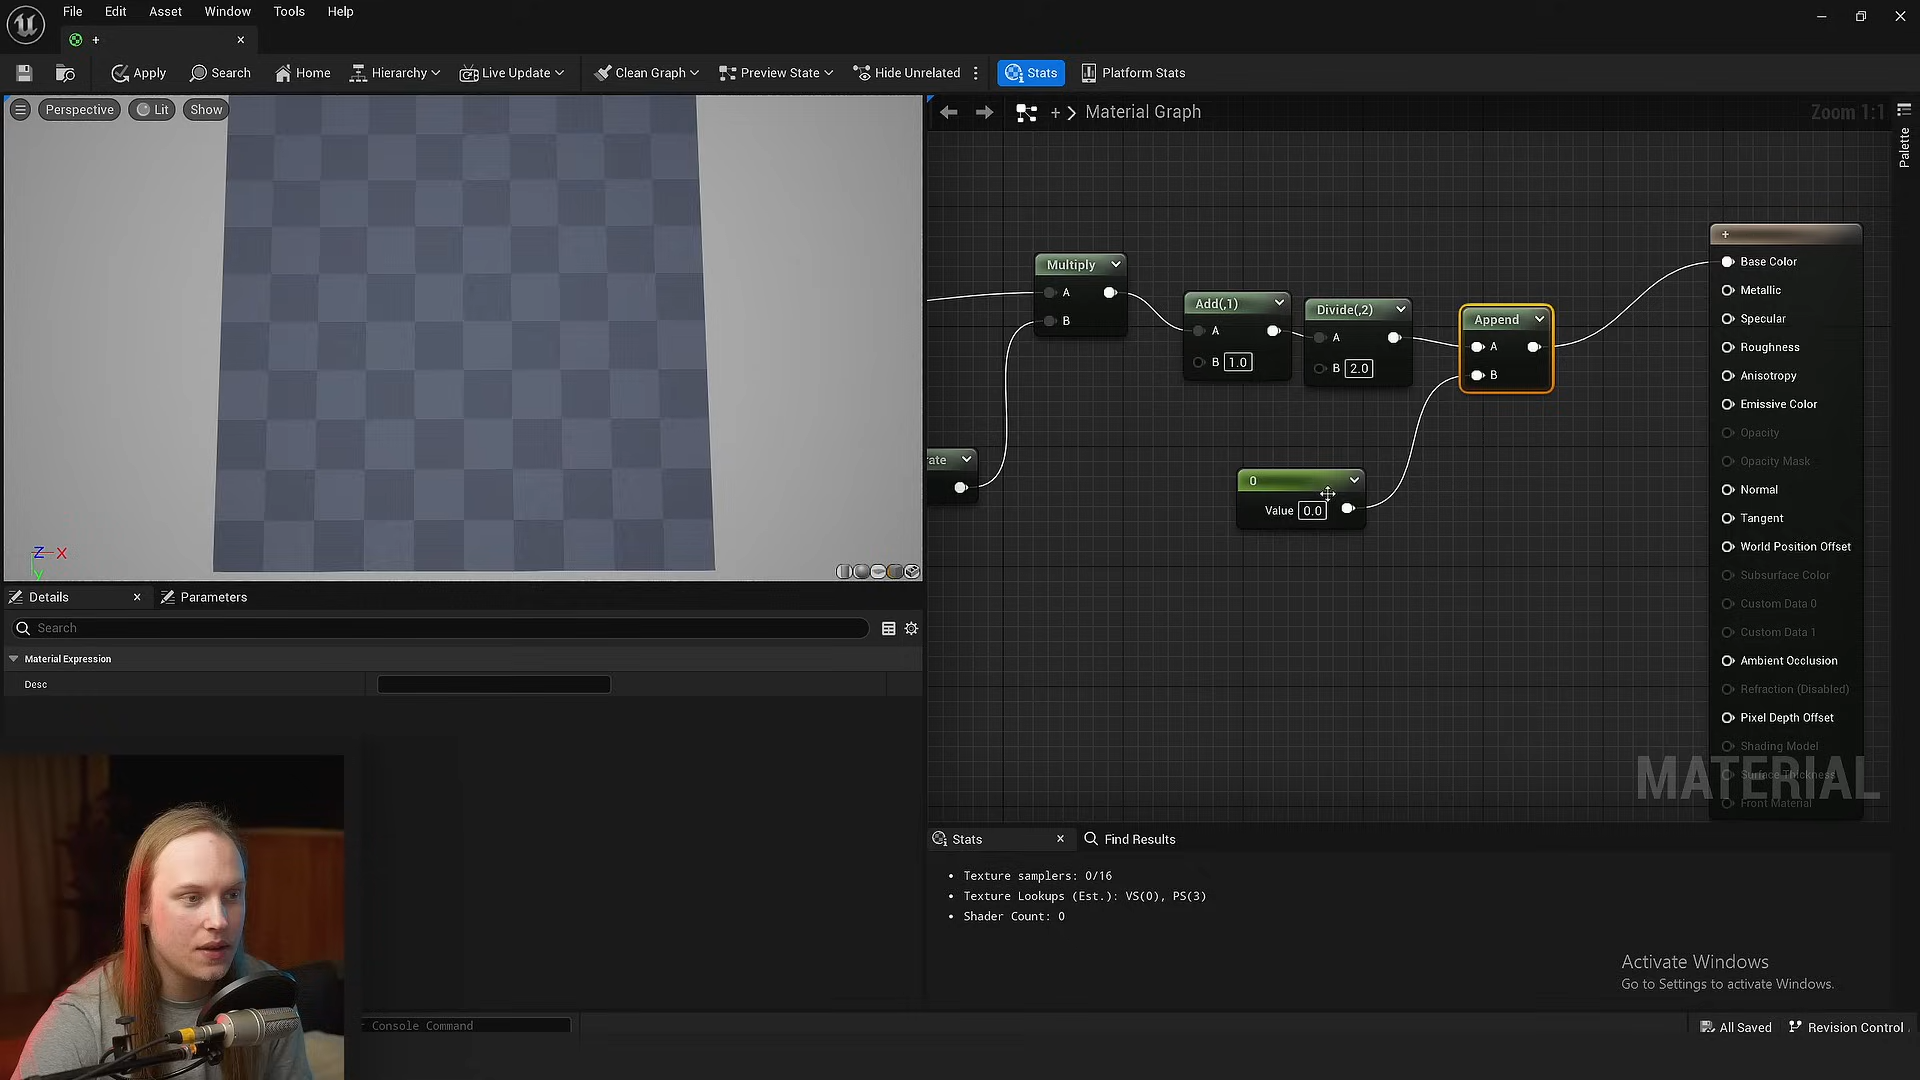 File Edit Asset Window Tools Help
+
Apply Search Home Hierarchy Live Update Clean Graph Preview State Hide Unrelated Stats Platform Stats
Perspective Lit Show
+ > Material Graph
Zoom 1:1
Palette
Z X
Y
Multiply
A
B
Add(,1)
A
B 1.0
Divide(,2)
A
B 2.0
Append
A
B
rate
0
Value 0.0
+
Base Color
Metallic
Specular
Roughness
Anisotropy
Emissive Color
Opacity
Opacity Mask
Normal
Tangent
World Position Offset
Subsurface Color
Custom Data 0
Custom Data 1
Ambient Occlusion
Refraction (Disabled)
Pixel Depth Offset
Shading Model
Surface Thickness
Front Material
MATERIAL
Details Parameters
Search
Material Expression
Desc
Stats Find Results
• Texture samplers: 0/16
• Texture Lookups (Est.): VS(0), PS(3)
• Shader Count: 0
Activate Windows
Go to Settings to activate Windows.
Console Command
All Saved Revision Control